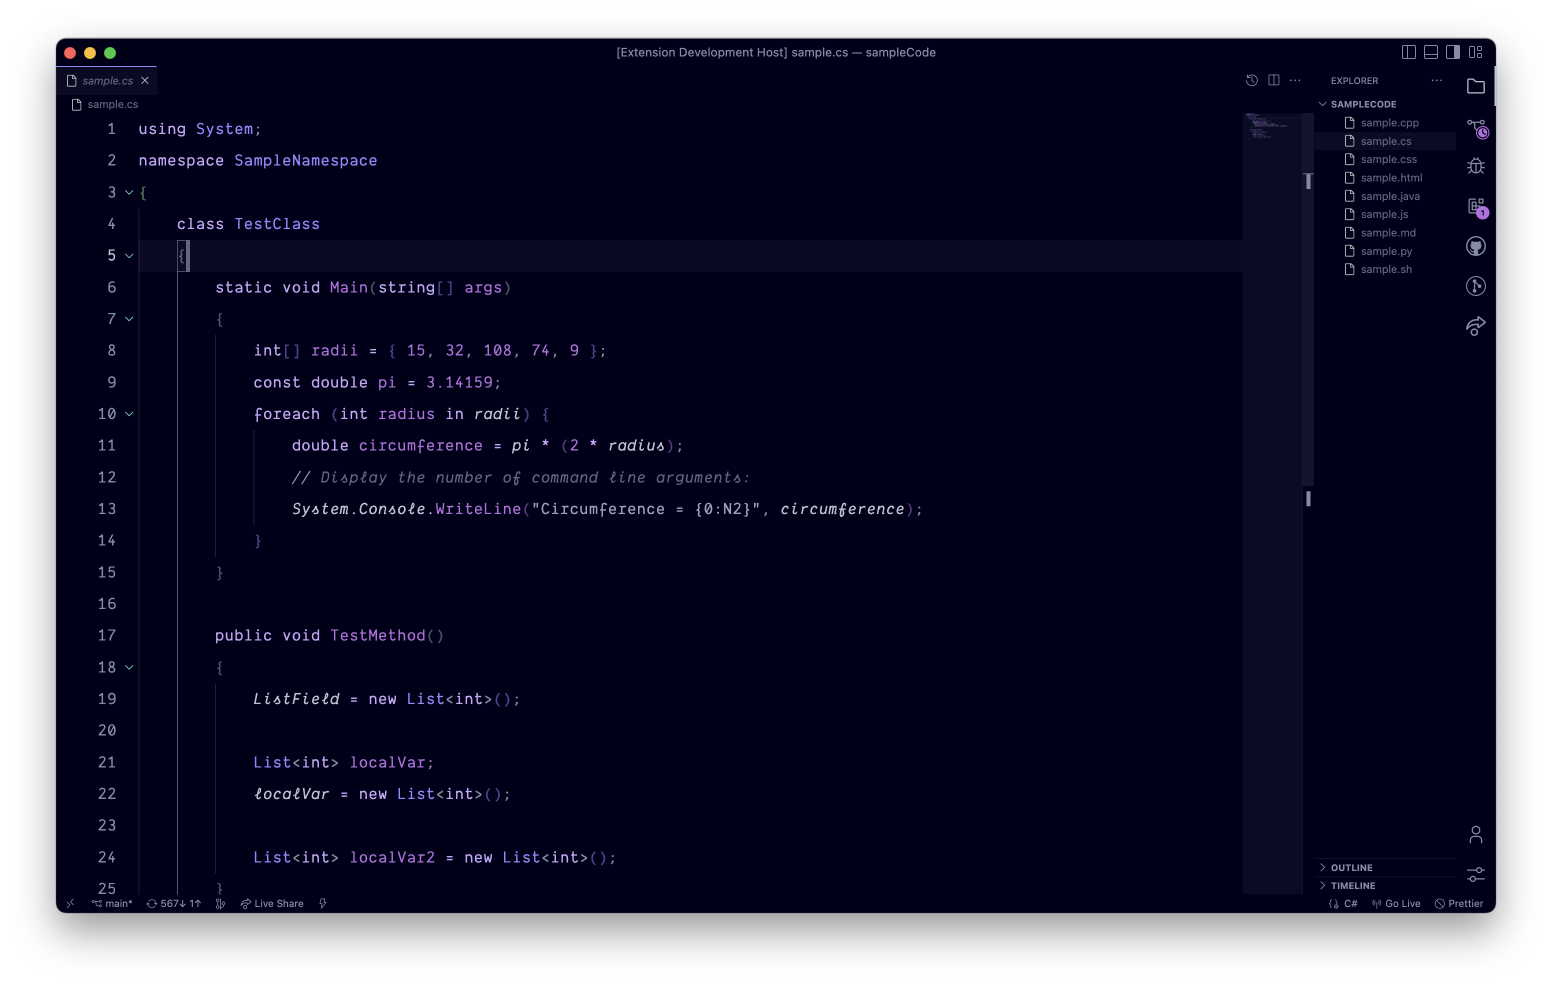 [Extension Development Host] sample.cs — sampleCode
sample.cs
sample.cs
1 using System;
2 namespace SampleNamespace
3 {
4 class TestClass
5 {
6 static void Main(string[] args)
7 {
8 int[] radii = { 15, 32, 108, 74, 9 };
9 const double pi = 3.14159;
10 foreach (int radius in radii) {
11 double circumference = pi * (2 * radius);
12 // Display the number of command line arguments:
13 System.Console.WriteLine("Circumference = {0:N2}", circumference);
14 }
15 }
16
17 public void TestMethod()
18 {
19 ListField = new List<int>();
20
21 List<int> localVar;
22 localVar = new List<int>();
23
24 List<int> localVar2 = new List<int>();
25 }
EXPLORER
SAMPLECODE
sample.cpp
sample.cs
sample.css
sample.html
sample.java
sample.js
sample.md
sample.py
sample.sh
OUTLINE
TIMELINE
1
main* 567↓ 1↑ Live Share
C# Go Live Prettier